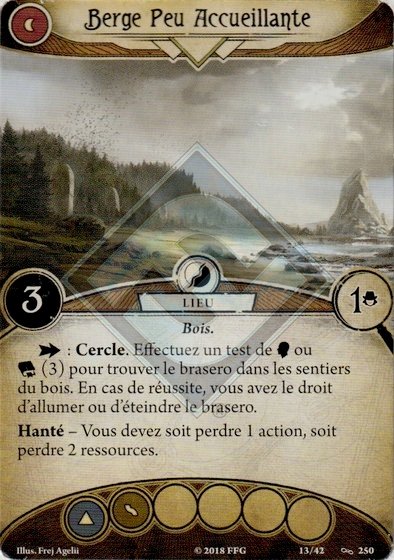 Berge Peu Accueillante
3
LIEU
1
Bois.
: Cercle. Effectuez un test de ou
(3) pour trouver le brasero dans les sentiers
du bois. En cas de réussite, vous avez le droit
d'allumer ou d'éteindre le brasero.
Hanté – Vous devez soit perdre 1 action, soit
perdre 2 ressources.
Illus. Frej Agelii © 2018 FFG 13/42 250